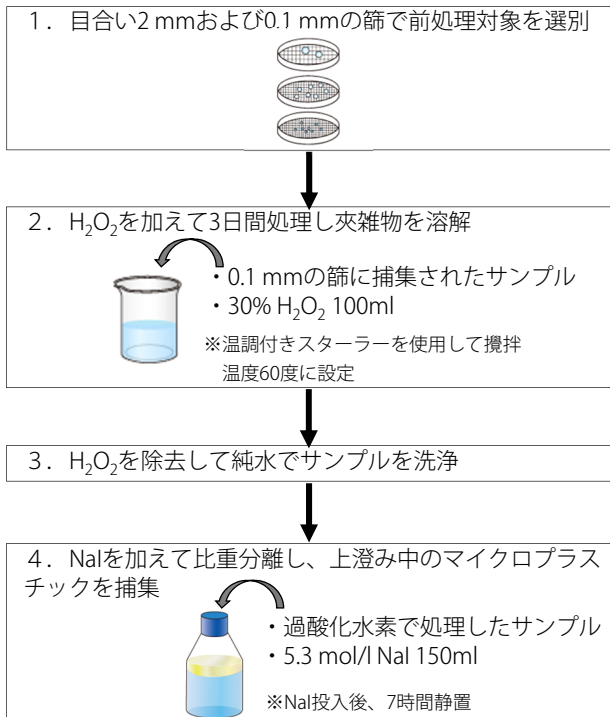 １．目合い2 mmおよび0.1 mmの篩で前処理対象を選別
２．H₂O₂を加えて3日間処理し夾雑物を溶解
・0.1 mmの篩に捕集されたサンプル
・30% H₂O₂ 100ml
※温調付きスターラーを使用して攪拌
温度60度に設定
３．H₂O₂を除去して純水でサンプルを洗浄
４．NaIを加えて比重分離し、上澄み中のマイクロプラス
チックを捕集
・過酸化水素で処理したサンプル
・5.3 mol/l NaI 150ml
※NaI投入後、7時間静置